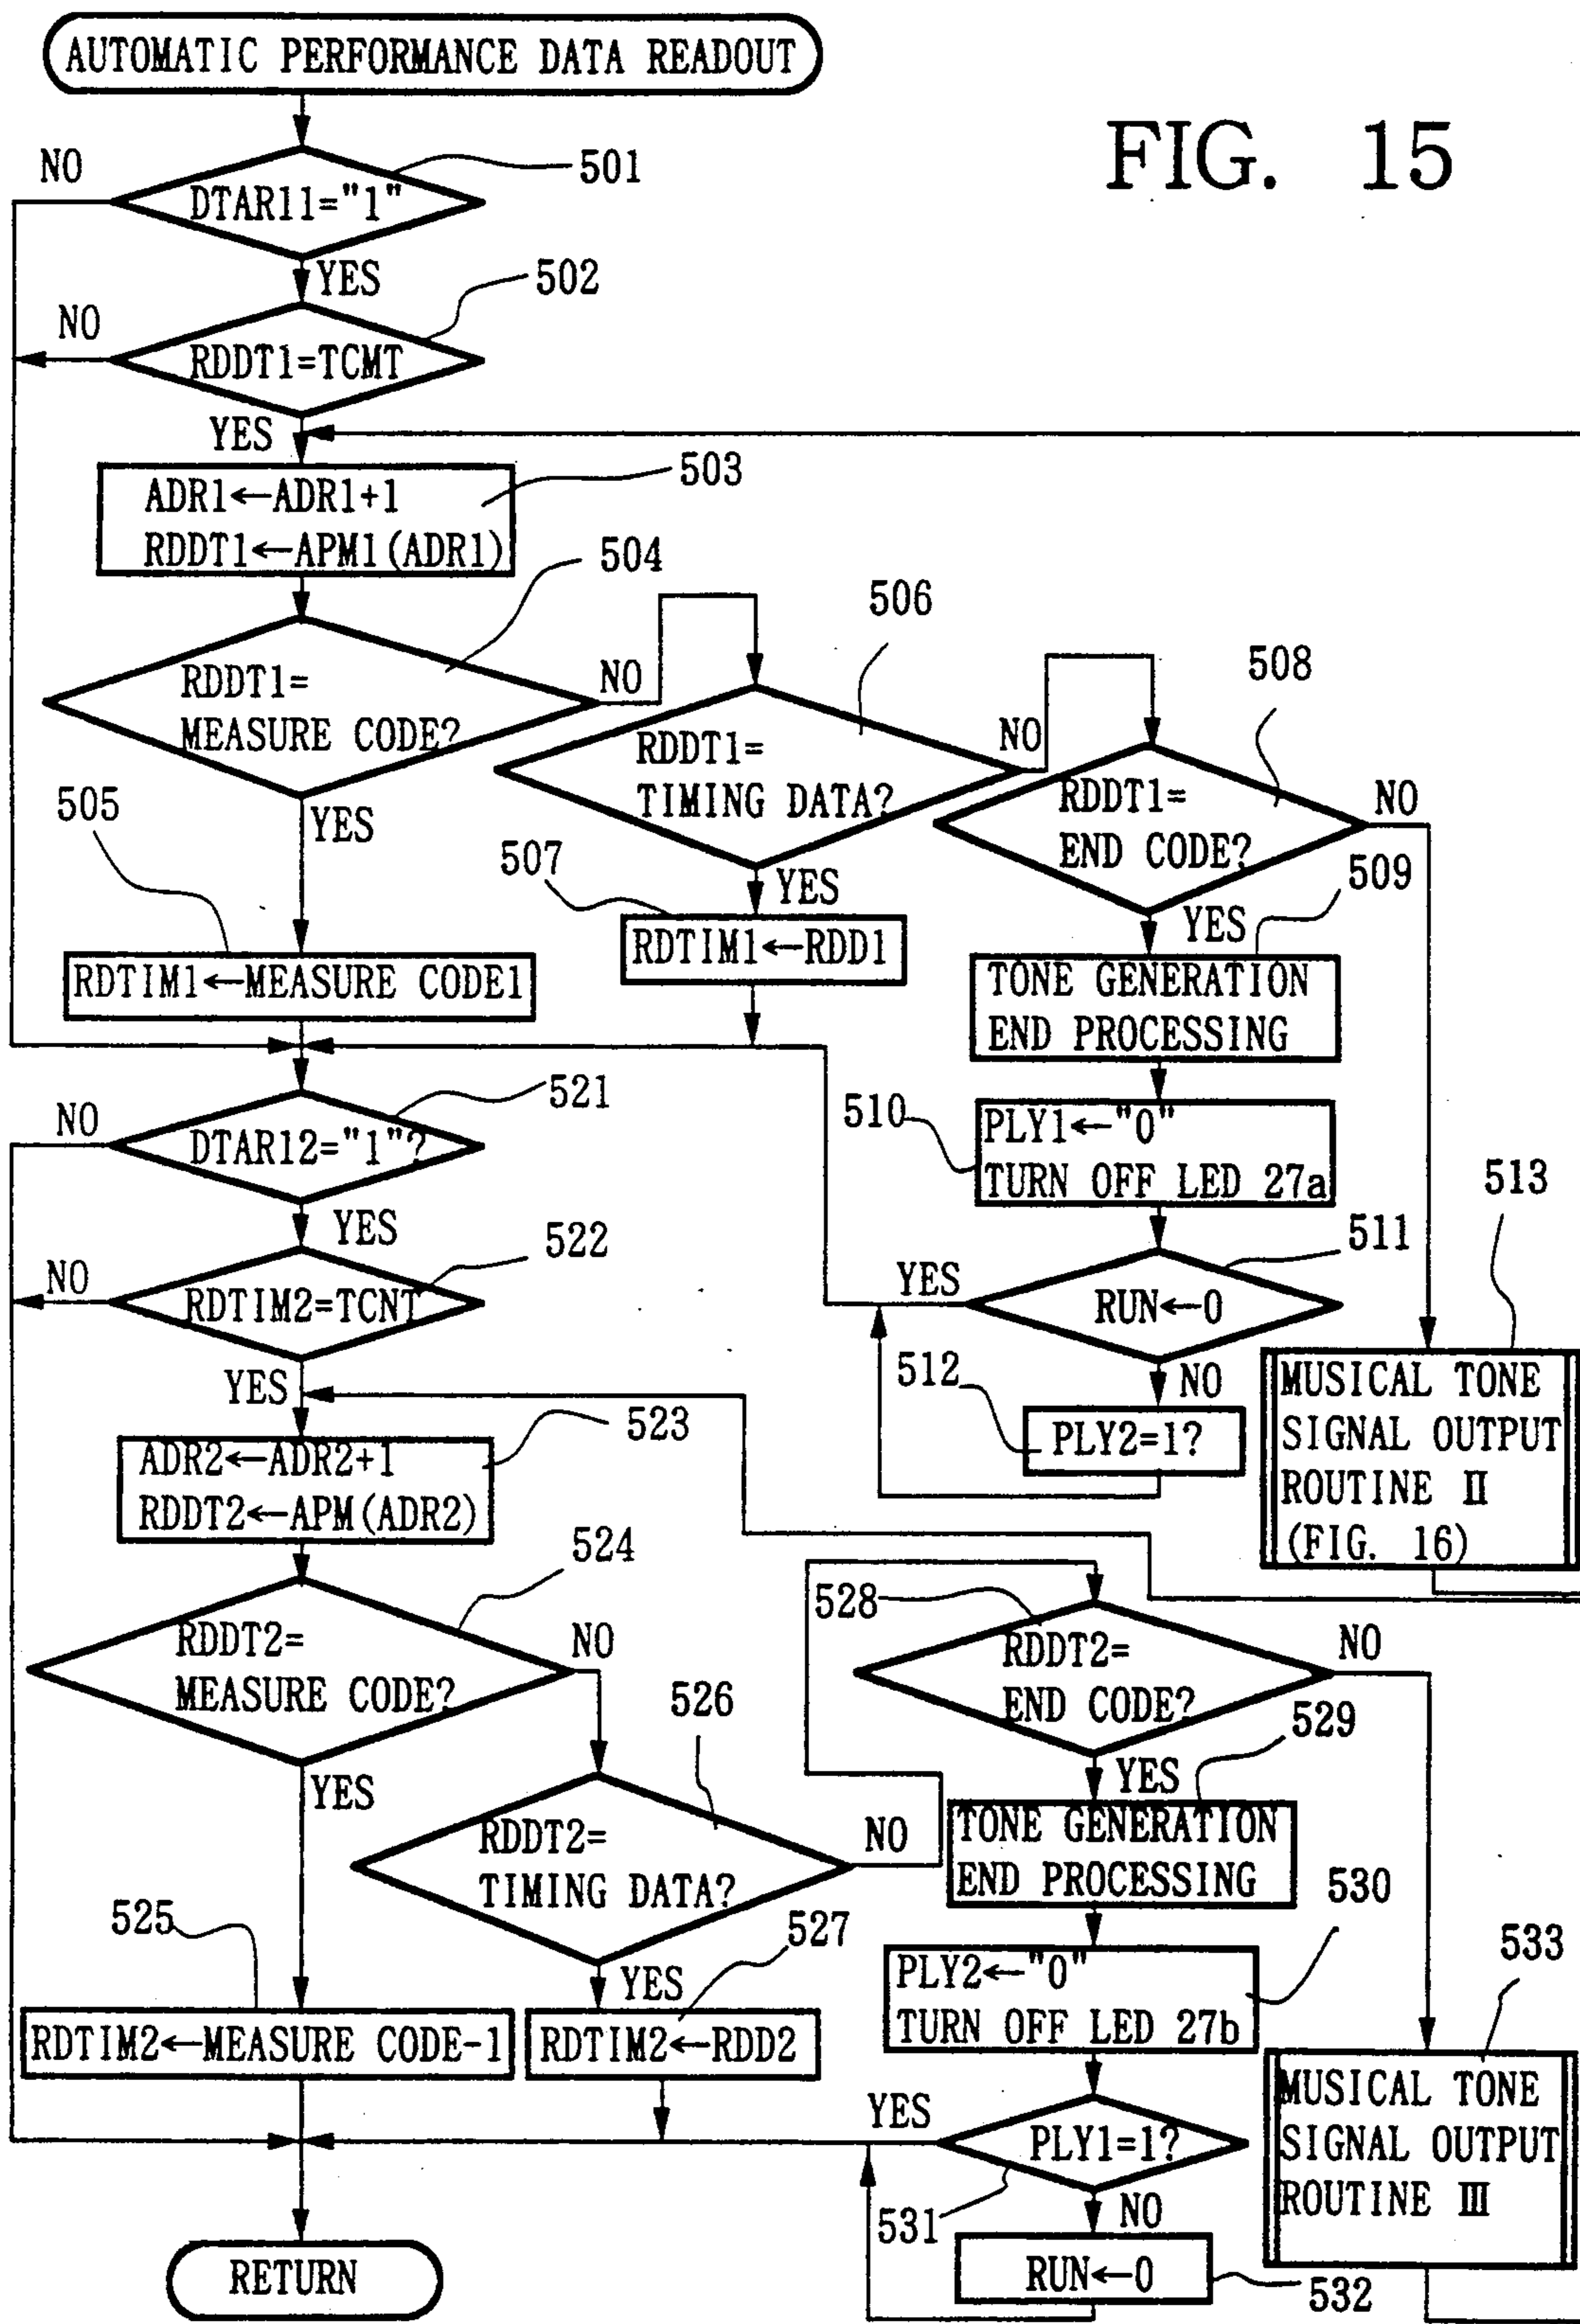 AUTOMATIC PERFORMANCE DATA READOUT
FIG. 15
NO
501
DTAR11="1"
YES
502
NO
RDDT1=TCMT
YES
503
ADR1←ADR1+1
RDDT1←APM1(ADR1)
504
506
508
RDDT1=
MEASURE CODE?
NO
RDDT1=
TIMING DATA?
NO
RDDT1=
END CODE?
NO
505
YES
507
YES
509
YES
RDTIM1←MEASURE CODE1
RDTIM1←RDD1
TONE GENERATION
END PROCESSING
521
NO
DTAR12="1"?
510
PLY1←"0"
TURN OFF LED 27a
513
YES
522
511
NO
RDTIM2=TCNT
YES
RUN←0
YES
512
NO
MUSICAL TONE
SIGNAL OUTPUT
ROUTINE II
(FIG. 16)
523
PLY2=1?
ADR2←ADR2+1
RDDT2←APM(ADR2)
524
528
RDDT2=
MEASURE CODE?
NO
RDDT2=
END CODE?
NO
526
529
YES
YES
RDDT2=
TIMING DATA?
NO
TONE GENERATION
END PROCESSING
525
527
530
533
YES
PLY2←"0"
TURN OFF LED 27b
RDTIM2←MEASURE CODE-1
RDTIM2←RDD2
YES
PLY1=1?
MUSICAL TONE
SIGNAL OUTPUT
ROUTINE III
531
NO
RETURN
RUN←0
532